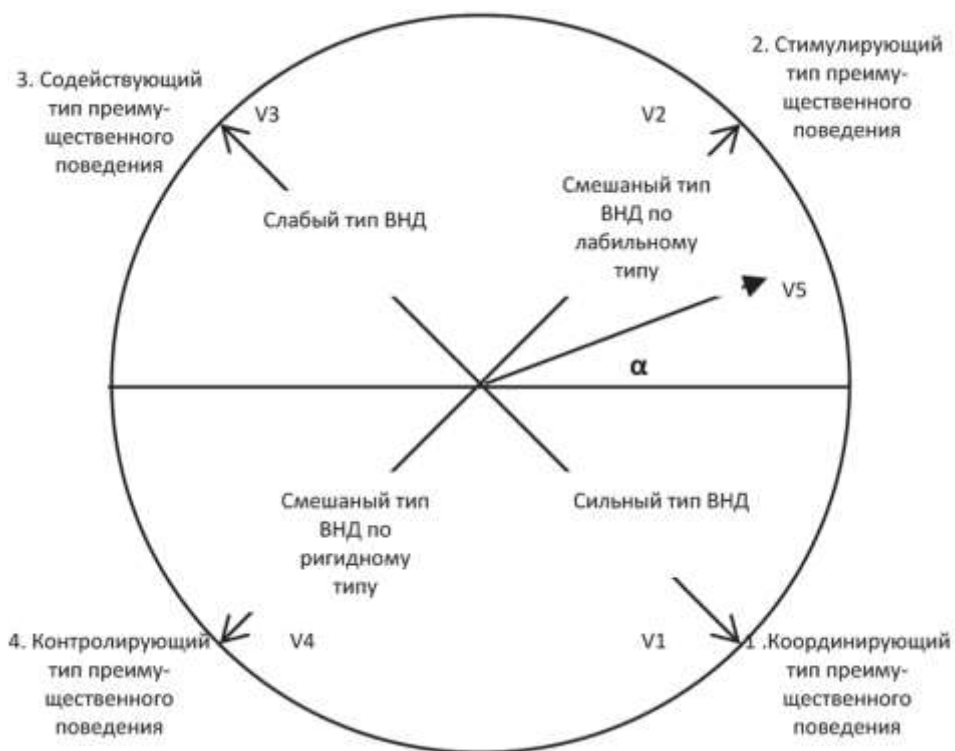 3. Содействующий
тип преиму-
щественного
поведения
V3
V2
2. Стимулирующий
тип преиму-
щественного
поведения
Слабый тип ВНД
Смешаный тип
ВНД по
лабильному
типу
V5
α
Смешаный тип
ВНД по
ригидному
типу
Сильный тип ВНД
4. Контролирующий
тип преиму-
щественного
поведения
V4
V1
1 .Координирующий
тип преиму-
щественного
поведения